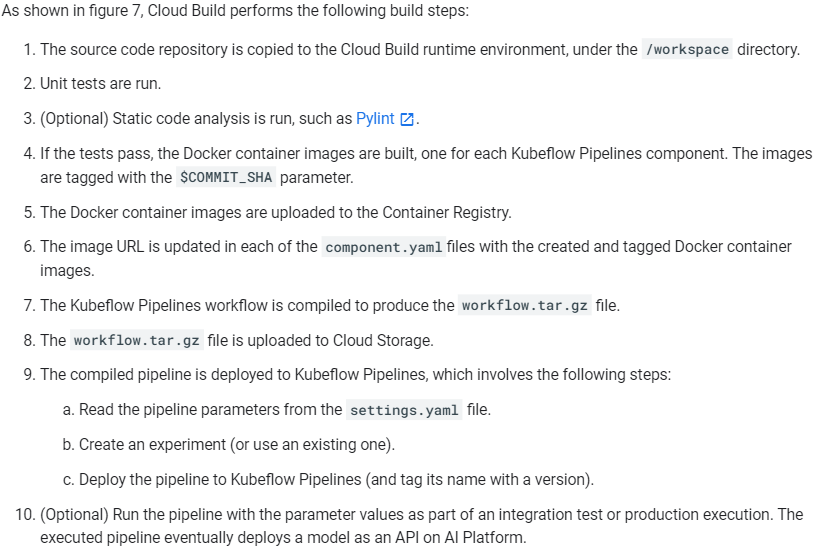 As shown in figure 7, Cloud Build performs the following build steps:
1. The source code repository is copied to the Cloud Build runtime environment, under the /workspace directory.
2. Unit tests are run.
3. (Optional) Static code analysis is run, such as Pylint.
4. If the tests pass, the Docker container images are built, one for each Kubeflow Pipelines component. The images
are tagged with the $COMMIT_SHA parameter.
5. The Docker container images are uploaded to the Container Registry.
6. The image URL is updated in each of the component.yaml files with the created and tagged Docker container
images.
7. The Kubeflow Pipelines workflow is compiled to produce the workflow.tar.gz file.
8. The workflow.tar.gz file is uploaded to Cloud Storage.
9. The compiled pipeline is deployed to Kubeflow Pipelines, which involves the following steps:
a. Read the pipeline parameters from the settings.yaml file.
b. Create an experiment (or use an existing one).
c. Deploy the pipeline to Kubeflow Pipelines (and tag its name with a version).
10. (Optional) Run the pipeline with the parameter values as part of an integration test or production execution. The
executed pipeline eventually deploys a model as an API on AI Platform.